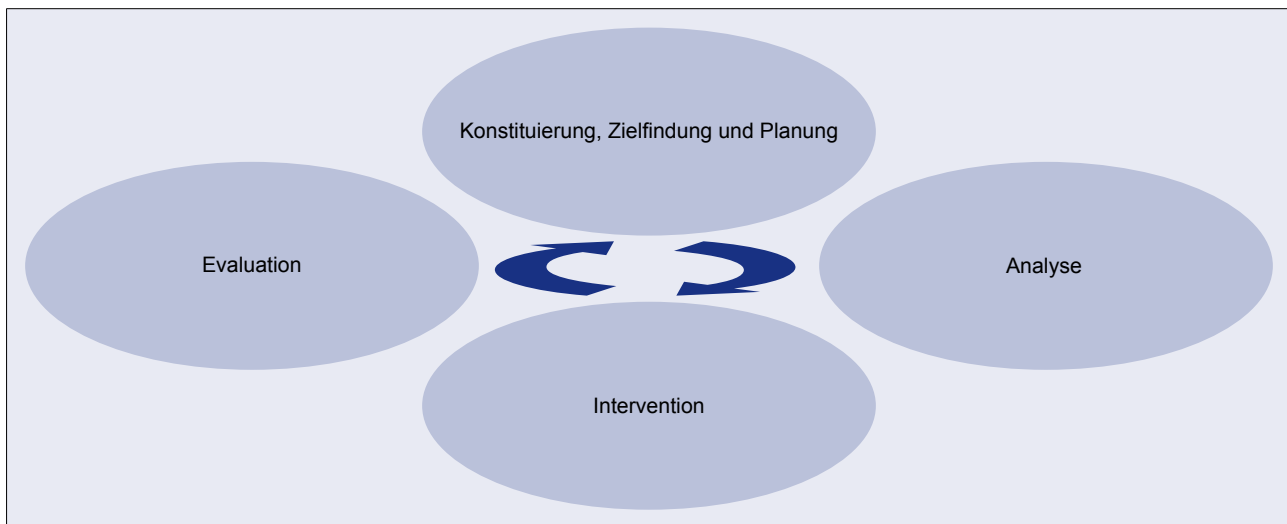 Konstituierung, Zielfindung und Planung
Evaluation
Analyse
Intervention